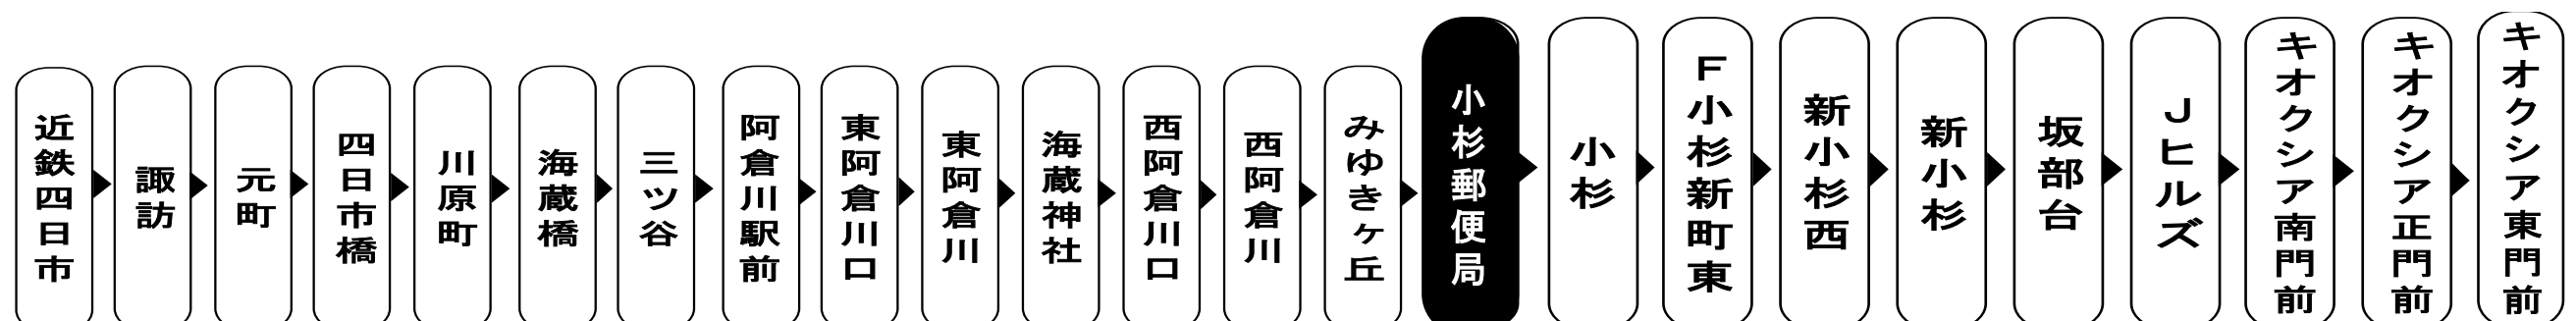 近鉄四日市
諏訪
元町
四日市橋
川原町
海蔵橋
三ツ谷
阿倉川駅前
東阿倉川口
東阿倉川
海蔵神社
西阿倉川口
西阿倉川
みゆきヶ丘
小杉郵便局
小杉
F小杉新町東
新小杉西
新小杉
坂部台
Jヒルズ
キオクシア南門前
キオクシア正門前
キオクシア東門前